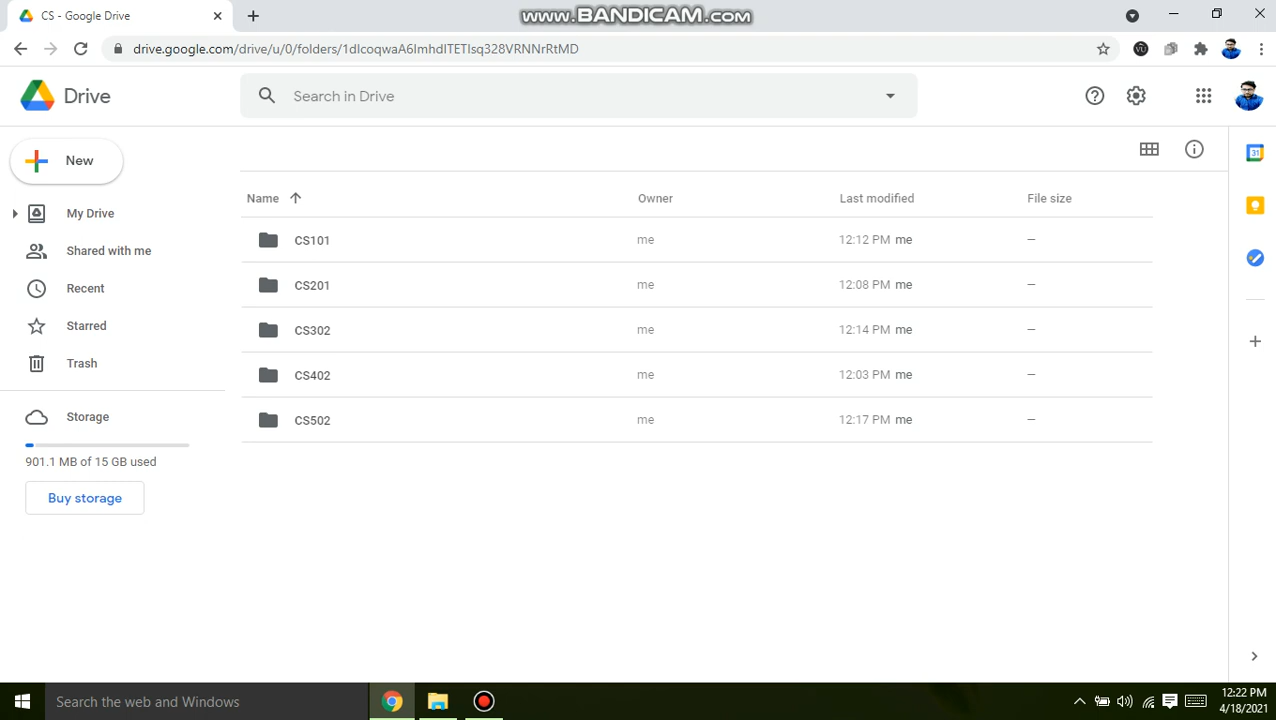 CS - Google Drive
www.BANDICAM.com
drive.google.com/drive/u/0/folders/1dlcoqwaA6lmhdITETlsq328VRNNrRtMD
Drive
Search in Drive
New
My Drive
Shared with me
Recent
Starred
Trash
Storage
901.1 MB of 15 GB used
Buy storage
Name Owner Last modified File size
CS101 me 12:12 PM me –
CS201 me 12:08 PM me –
CS302 me 12:14 PM me –
CS402 me 12:03 PM me –
CS502 me 12:17 PM me –
31
VU
Search the web and Windows
12:22 PM
4/18/2021